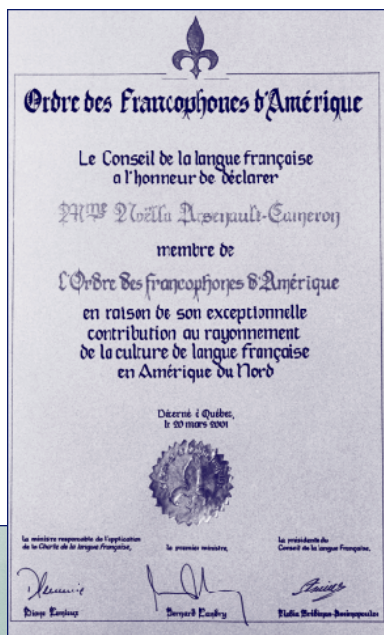 Ordre des Francophones d'Amérique
Le Conseil de la langue française
a l'honneur de déclarer
Mme Noëlla Arsenault-Cameron
membre de
L'Ordre des francophones d'Amérique
en raison de son exceptionnelle
contribution au rayonnement
de la culture de langue française
en Amérique du Nord
Décerné à Québec,
le 20 mars 2001
La ministre responsable de l'application
de la Charte de la langue française,
le premier ministre,
La présidente du
Conseil de la langue française,
Diane Lemieux
Bernard Landry